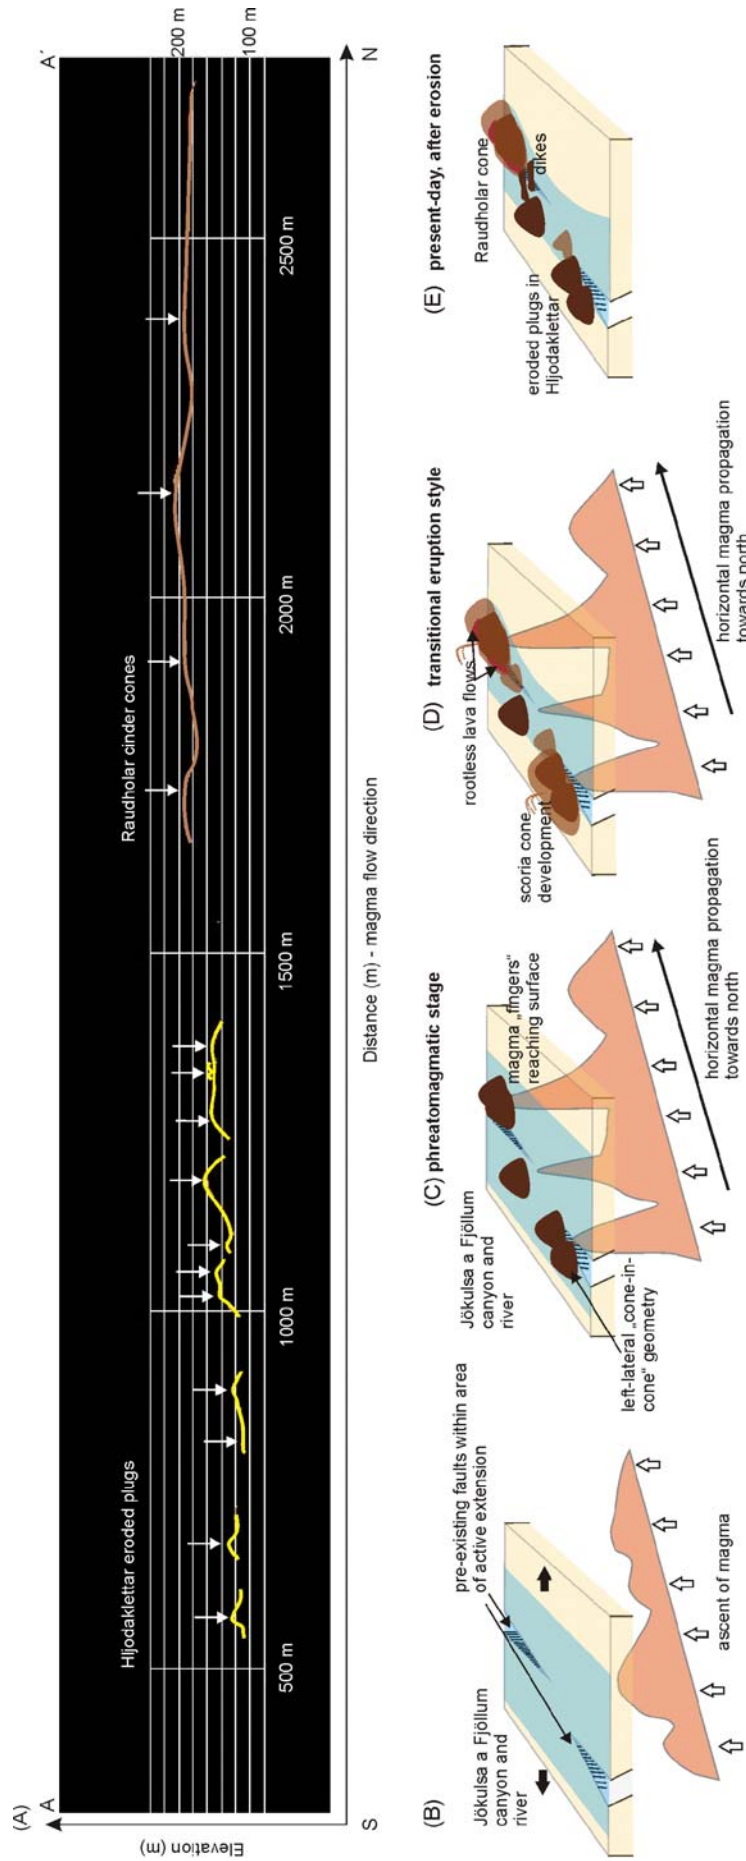 (A)
A
A´
Hljodaklettar eroded plugs
Raudholar cinder cones
200 m
100 m
500 m
1000 m
1500 m
2000 m
2500 m
Elevation (m)
S
Distance (m) - magma flow direction
N
(B)
Jökulsa a Fjöllum
canyon and
river
pre-existing faults within area
of active extension
ascent of magma
(C) phreatomagmatic stage
Jökulsa a Fjöllum
canyon and
river
magma „fingers“
reaching surface
left-lateral „cone-in-
cone“ geometry
horizontal magma propagation
towards north
(D) transitional eruption style
rootless lava flows
scoria cone
development
horizontal magma propagation
towards north
(E) present-day, after erosion
Raudholar cone
dikes
eroded plugs in
Hljodaklettar